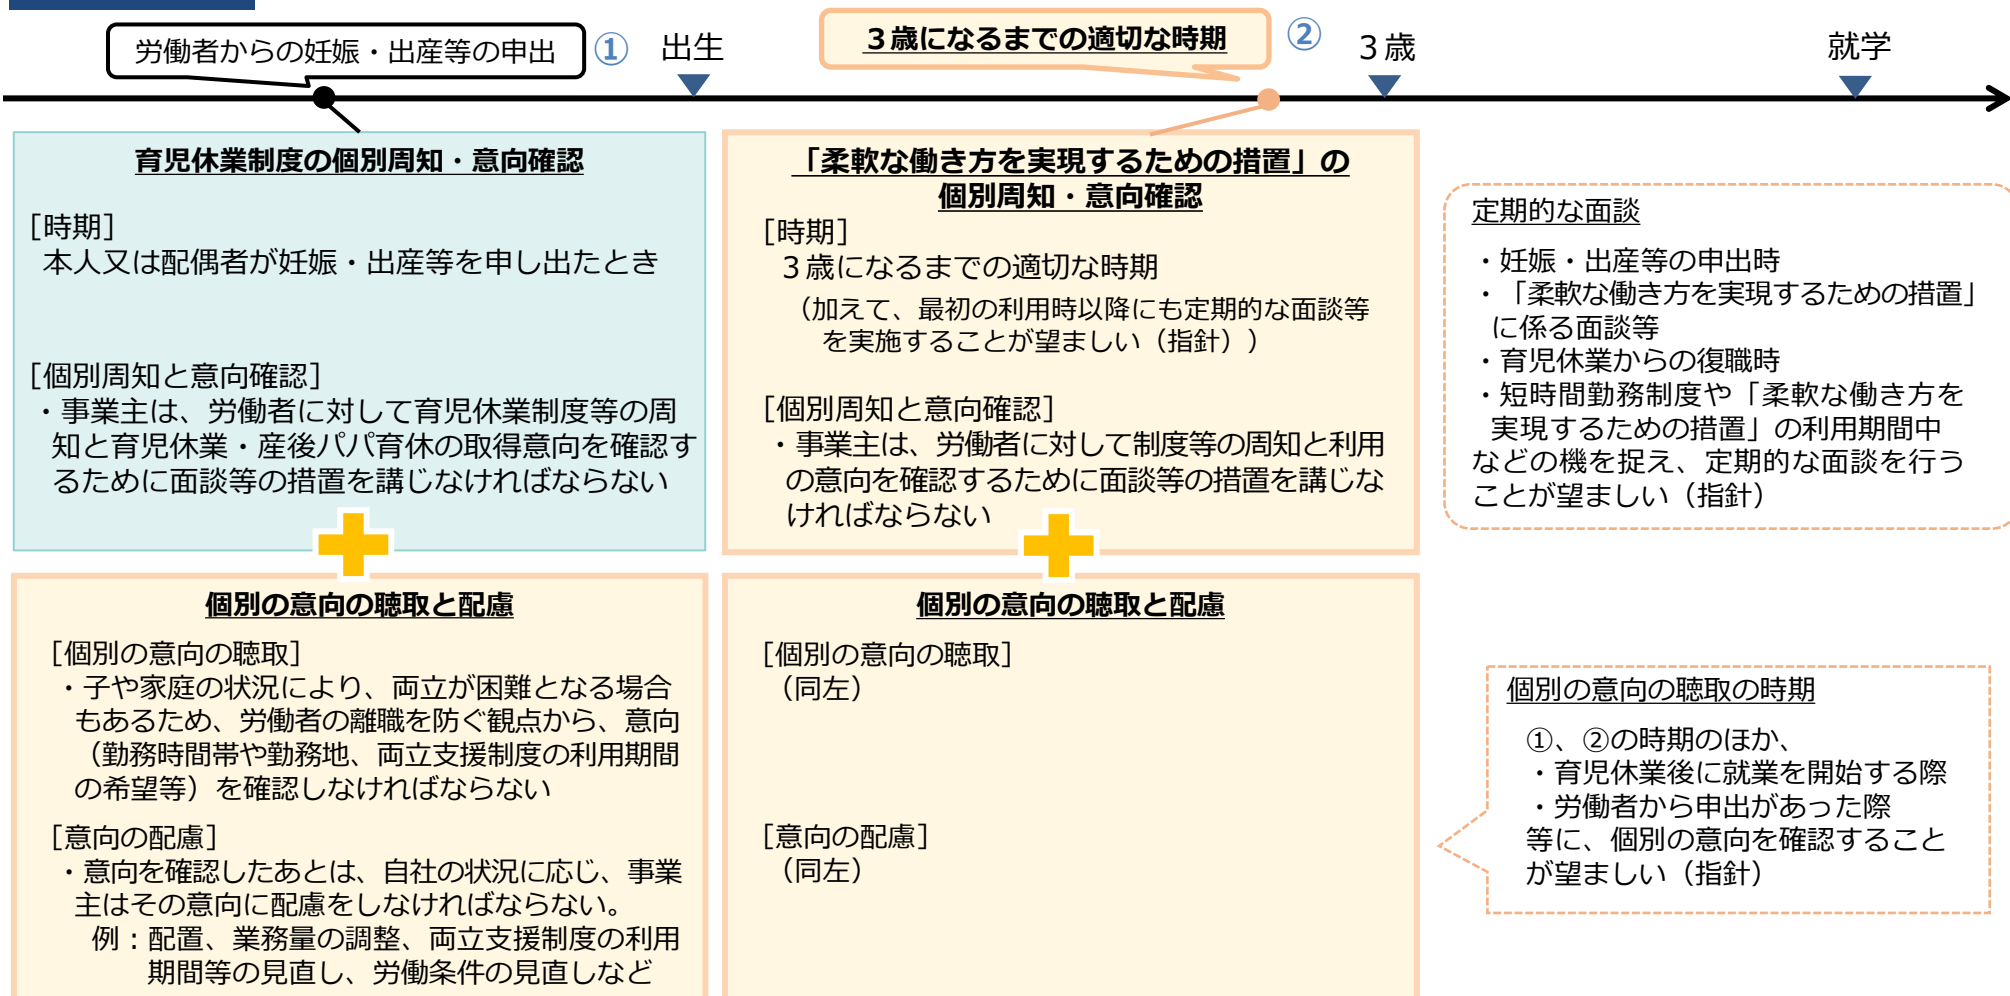 労働者からの妊娠・出産等の申出
①
出生
３歳になるまでの適切な時期
②
３歳
就学
育児休業制度の個別周知・意向確認
［時期］
本人又は配偶者が妊娠・出産等を申し出たとき
［個別周知と意向確認］
・事業主は、労働者に対して育児休業制度等の周
知と育児休業・産後パパ育休の取得意向を確認す
るために面談等の措置を講じなければならない
「柔軟な働き方を実現するための措置」の
個別周知・意向確認
［時期］
３歳になるまでの適切な時期
（加えて、最初の利用時以降にも定期的な面談等
を実施することが望ましい（指針））
［個別周知と意向確認］
・事業主は、労働者に対して制度等の周知と利用
の意向を確認するために面談等の措置を講じな
ければならない
定期的な面談
・妊娠・出産等の申出時
・「柔軟な働き方を実現するための措置」
に係る面談等
・育児休業からの復職時
・短時間勤務制度や「柔軟な働き方を
実現するための措置」の利用期間中
などの機を捉え、定期的な面談を行う
ことが望ましい（指針）
個別の意向の聴取と配慮
［個別の意向の聴取］
・子や家庭の状況により、両立が困難となる場合
もあるため、労働者の離職を防ぐ観点から、意向
（勤務時間帯や勤務地、両立支援制度の利用期間
の希望等）を確認しなければならない
［意向の配慮］
・意向を確認したあとは、自社の状況に応じ、事業
主はその意向に配慮をしなければならない。
例：配置、業務量の調整、両立支援制度の利用
期間等の見直し、労働条件の見直しなど
個別の意向の聴取と配慮
［個別の意向の聴取］
（同左）
［意向の配慮］
（同左）
個別の意向の聴取の時期
①、②の時期のほか、
・育児休業後に就業を開始する際
・労働者から申出があった際
等に、個別の意向を確認すること
が望ましい（指針）